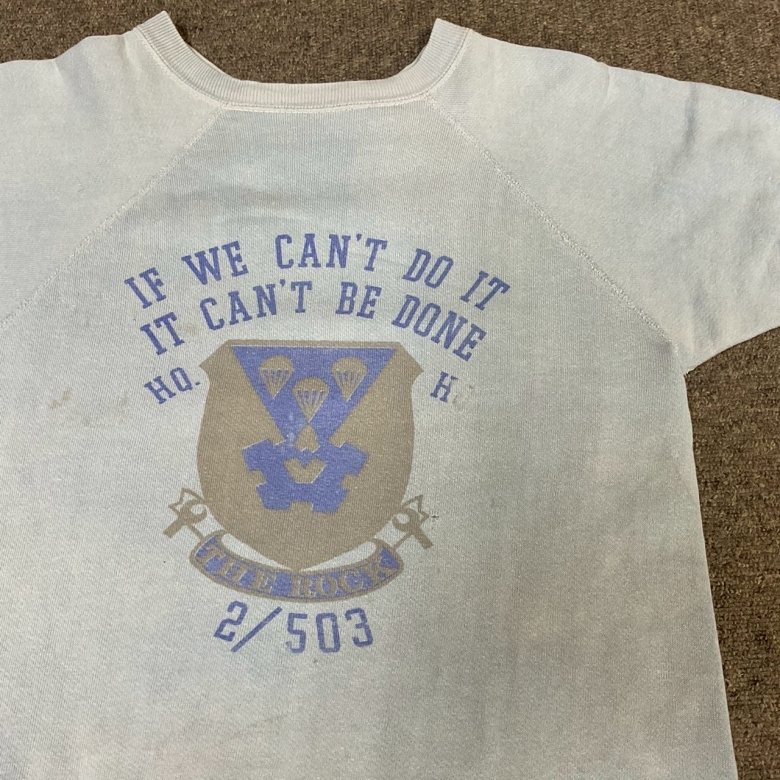 IF WE CAN'T DO IT
IT CAN'T BE DONE
HQ.
THE ROCK
2/503